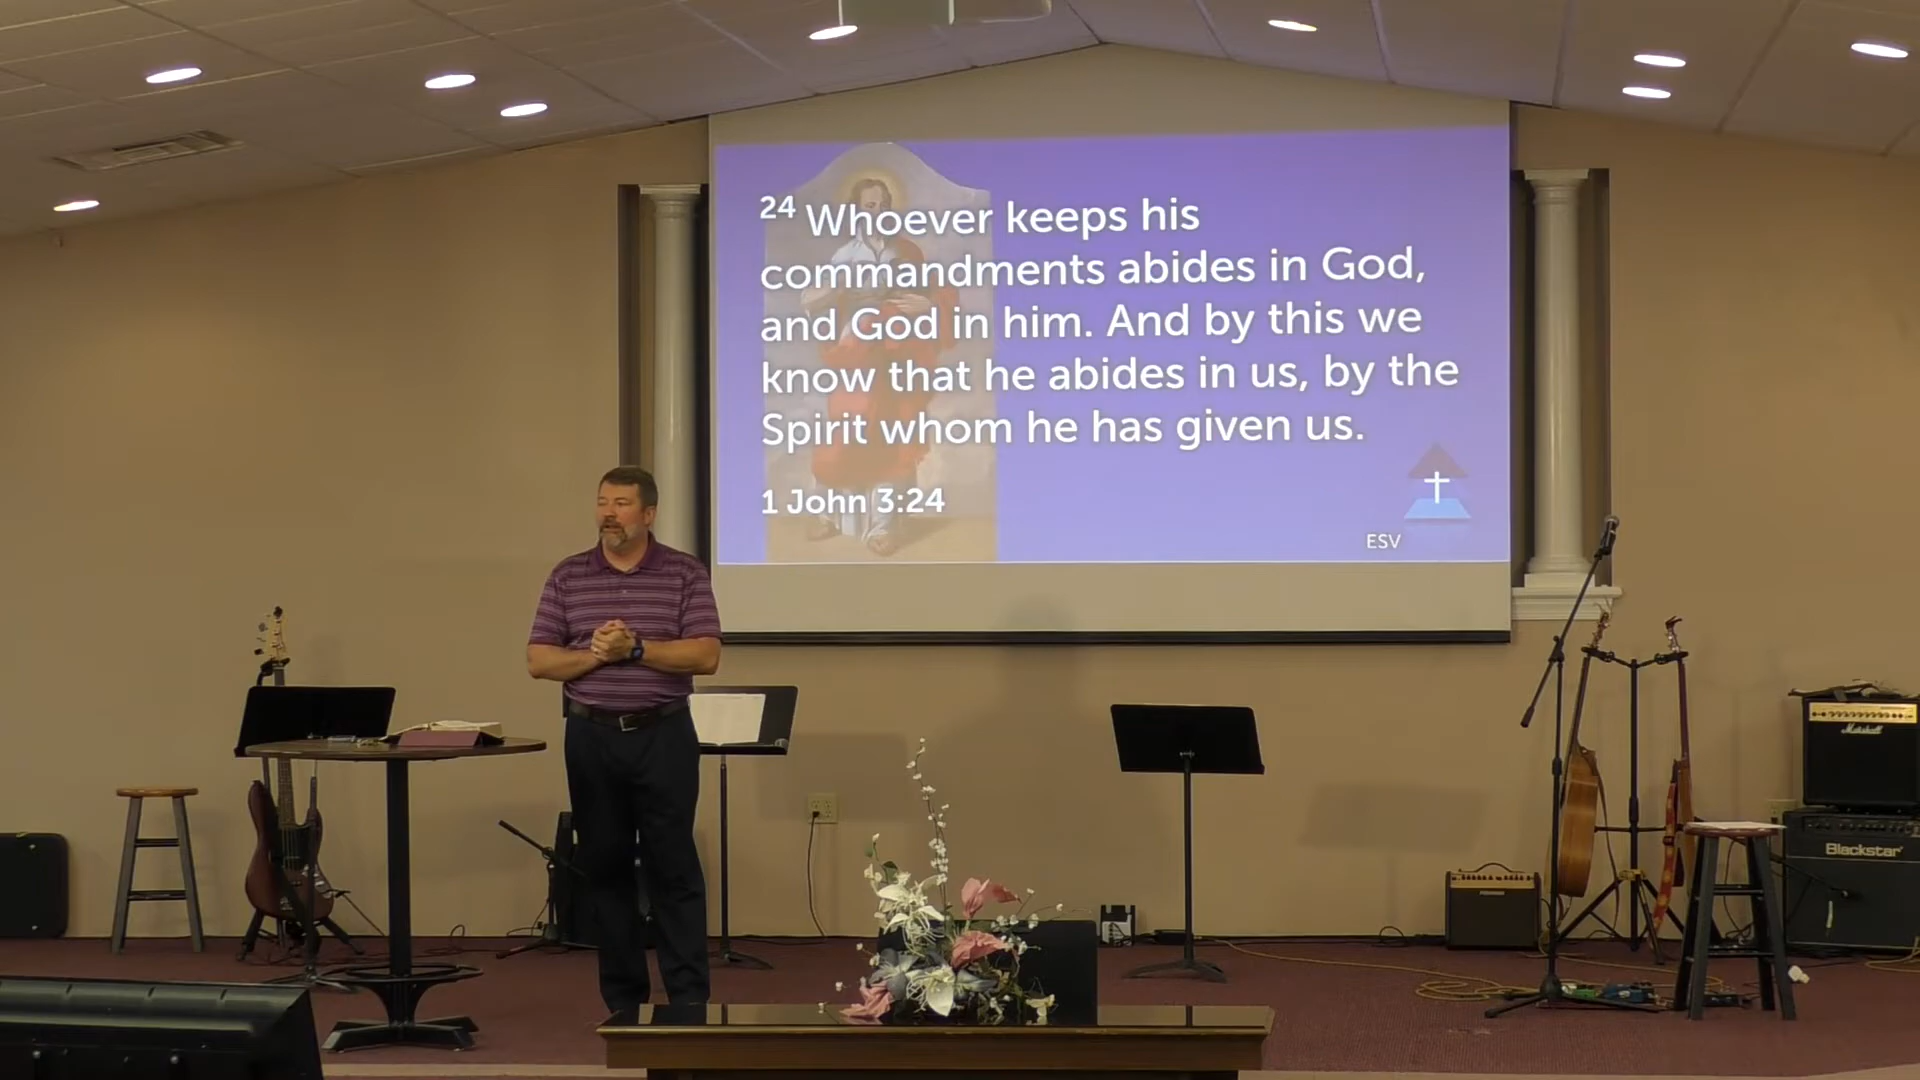 24 Whoever keeps his
commandments abides in God,
and God in him. And by this we
know that he abides in us, by the
Spirit whom he has given us.
1 John 3:24
ESV
Marshall
Blackstar